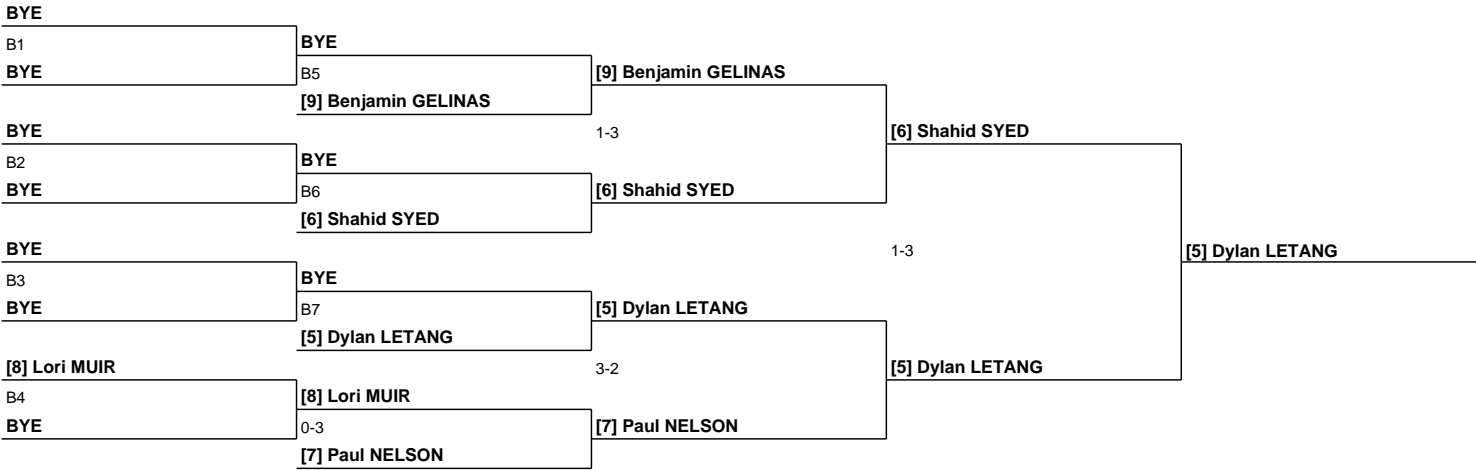 BYE
B1 BYE
BYE B5 [9] Benjamin GELINAS
[9] Benjamin GELINAS
BYE 1-3 [6] Shahid SYED
B2 BYE
BYE B6 [6] Shahid SYED
[6] Shahid SYED
BYE 1-3 [5] Dylan LETANG
B3 BYE
BYE B7 [5] Dylan LETANG
[5] Dylan LETANG
[8] Lori MUIR 3-2 [5] Dylan LETANG
B4 [8] Lori MUIR
BYE 0-3 [7] Paul NELSON
[7] Paul NELSON